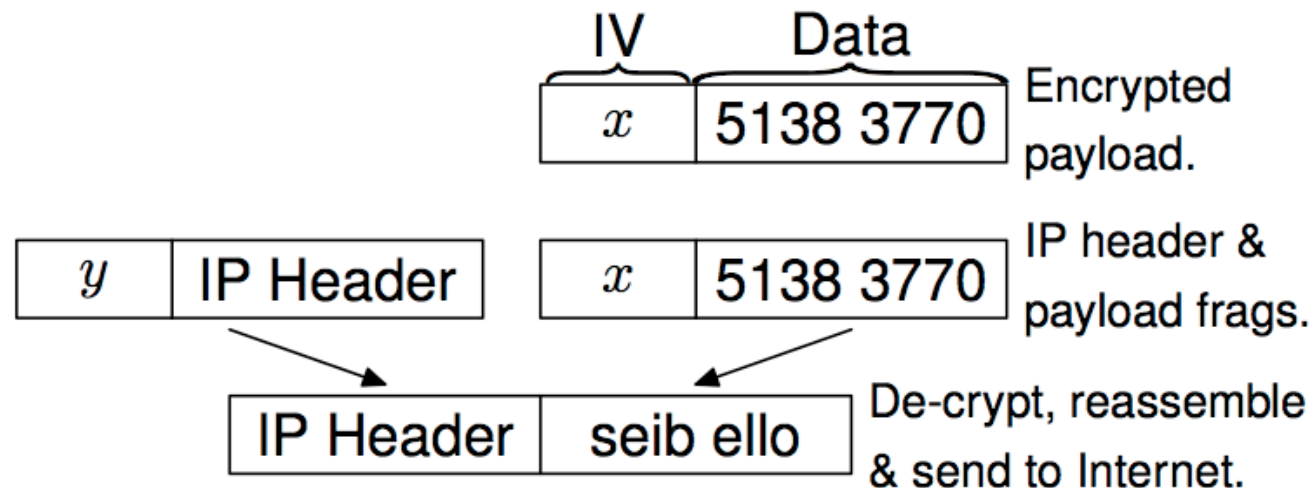 IV Data
x 5138 3770 Encrypted
payload.
y IP Header x 5138 3770 IP header &
payload frags.
IP Header seib ello De-crypt, reassemble
& send to Internet.